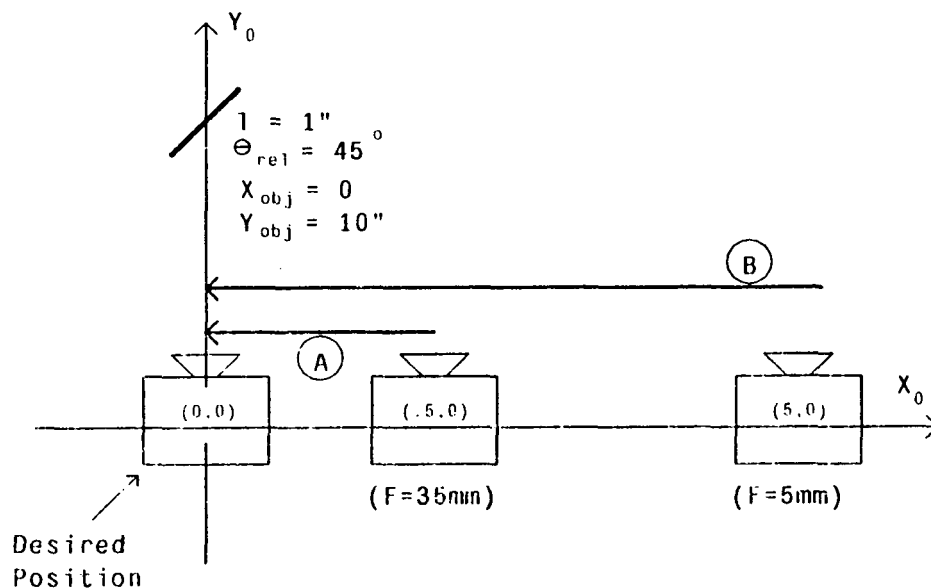 Y0
l = 1"
Θrel = 45°
Xobj = 0
Yobj = 10"
B
A
X0
(0,0)
(.5,0)
(5,0)
(F=35mm)
(F=5mm)
Desired
Position